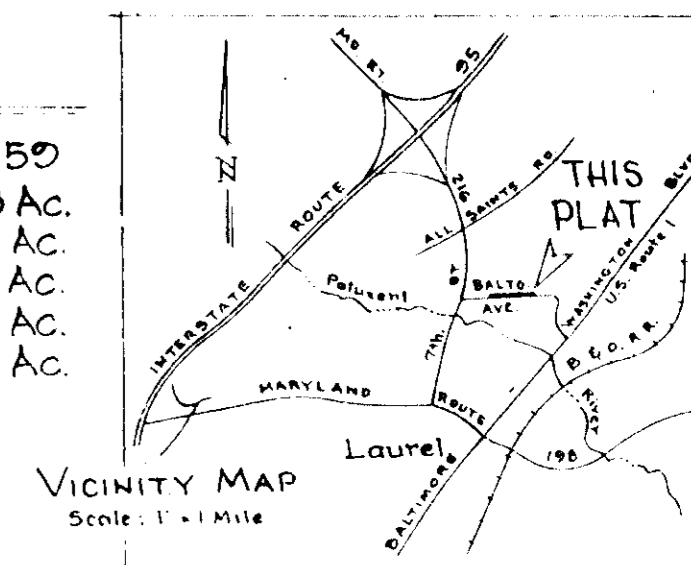 59
Ac.
Ac.
Ac.
Ac.
Ac.
MD. RT.
95
N
216
ALL SAINTS RD.
THIS
PLAT
INTERSTATE ROUTE
WASHINGTON BLVD
U.S. Route 1
Patuxent
BALTO.
AVE.
7th.
B & O. R.R.
MARYLAND ROUTE 198
RIVER
Laurel
BALTIMORE
VICINITY MAP
Scale: 1" = 1 Mile